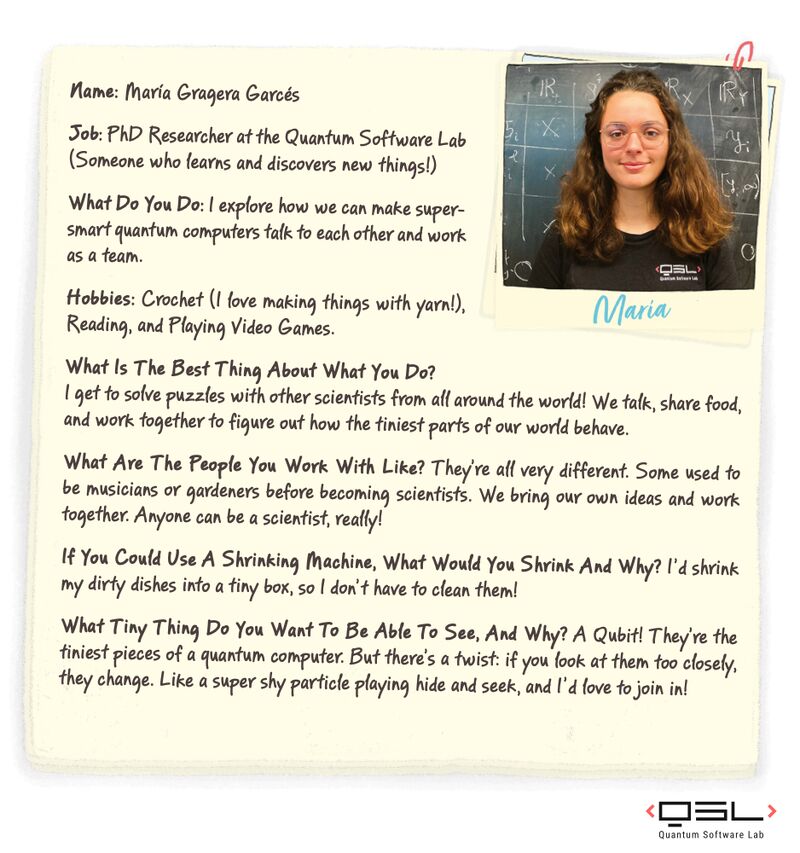 Name: María Gragera Garcés
Job: PhD Researcher at the Quantum Software Lab
(Someone who learns and discovers new things!)
What Do You Do: I explore how we can make super-
smart quantum computers talk to each other and work
as a team.
Hobbies: Crochet (I love making things with yarn!),
Reading, and Playing Video Games.
IR
R
X
IR
Y
X
y
i
X
[y, ∞)
QSL
Quantum Software Lab
María
What Is The Best Thing About What You Do?
I get to solve puzzles with other scientists from all around the world! We talk, share food,
and work together to figure out how the tiniest parts of our world behave.
What Are The People You Work With Like? They're all very different. Some used to
be musicians or gardeners before becoming scientists. We bring our own ideas and work
together. Anyone can be a scientist, really!
If You Could Use A Shrinking Machine, What Would You Shrink And Why? I'd shrink
my dirty dishes into a tiny box, so I don't have to clean them!
What Tiny Thing Do You Want To Be Able To See, And Why? A Qubit! They're the
tiniest pieces of a quantum computer. But there's a twist: if you look at them too closely,
they change. Like a super shy particle playing hide and seek, and I'd love to join in!
QSL
Quantum Software Lab